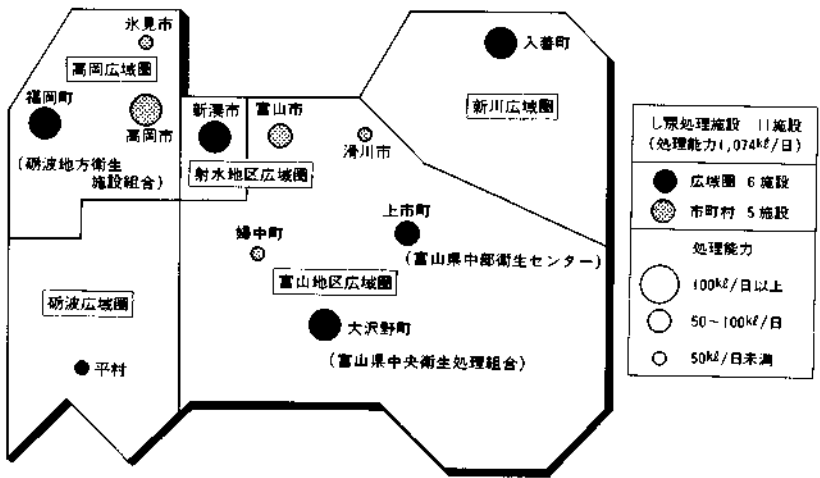 氷見市
高岡広域圏
福岡町
高岡市
(砺波地方衛生
施設組合)
新湊市
射水地区広域圏
富山市
滑川市
入善町
新川広域圏
婦中町
上市町
(富山県中部衛生センター)
富山地区広域圏
大沢野町
(富山県中央衛生処理組合)
砺波広域圏
平村
し尿処理施設 11施設
(処理能力1,074kℓ/日)
広域圏 6施設
市町村 5施設
処理能力
100kℓ/日以上
50~100kℓ/日
50kℓ/日未満